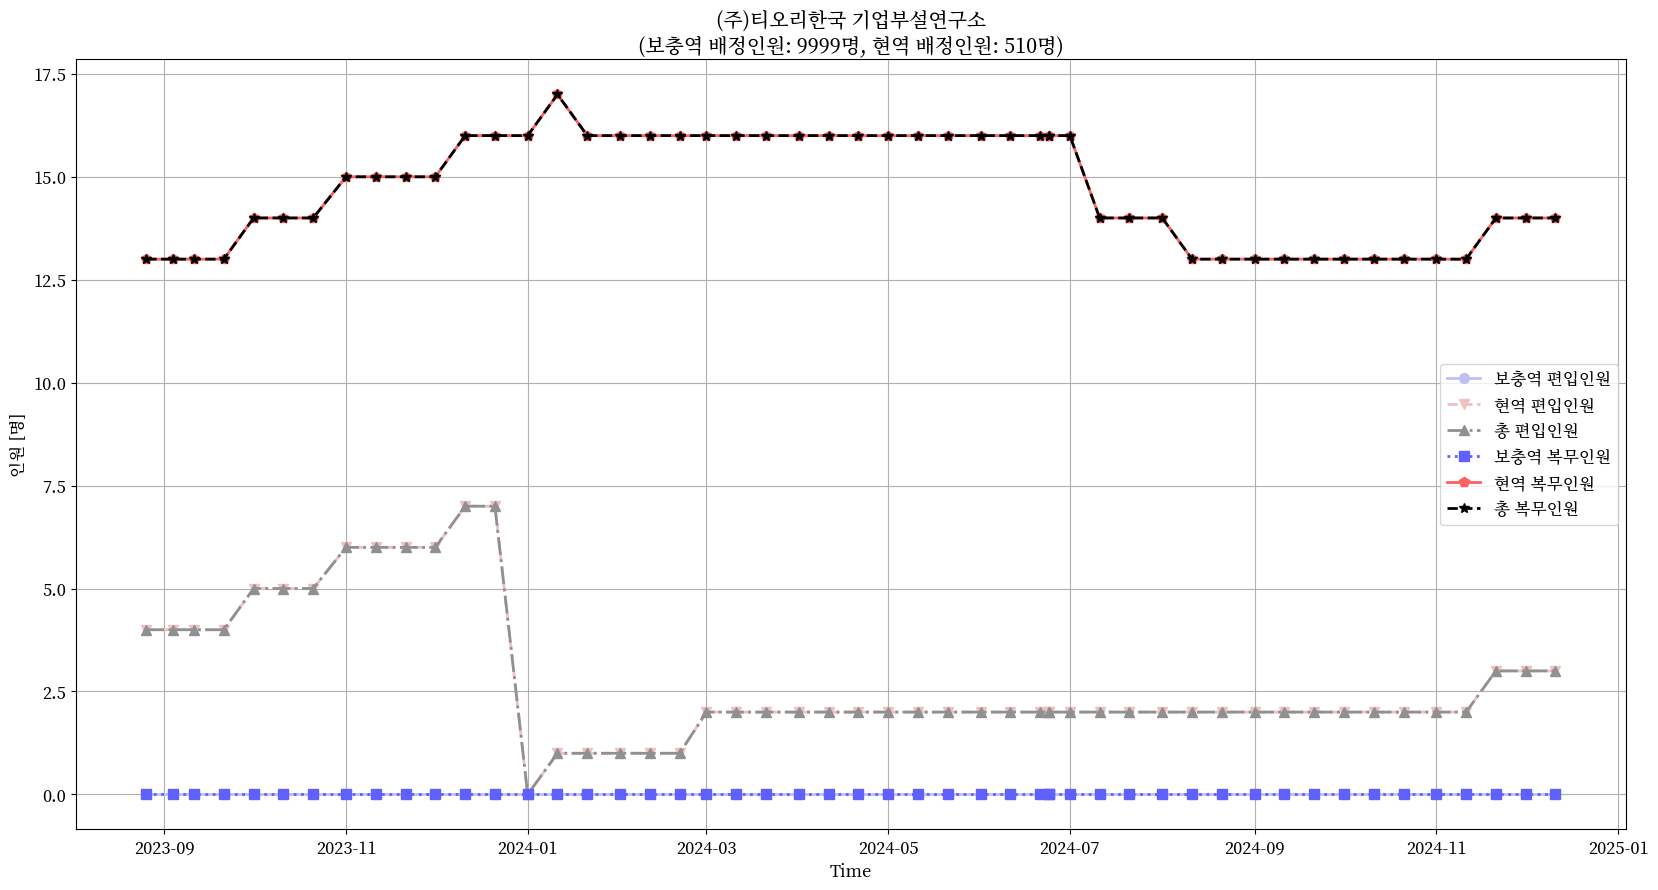 (주)티오리한국 기업부설연구소
(보충역 배정인원: 9999명, 현역 배정인원: 510명)
17.5
15.0
12.5
10.0
7.5
5.0
2.5
0.0
인원 [명]
보충역 편입인원
현역 편입인원
총 편입인원
보충역 복무인원
현역 복무인원
총 복무인원
2023-09 2023-11 2024-01 2024-03 2024-05 2024-07 2024-09 2024-11 2025-01
Time